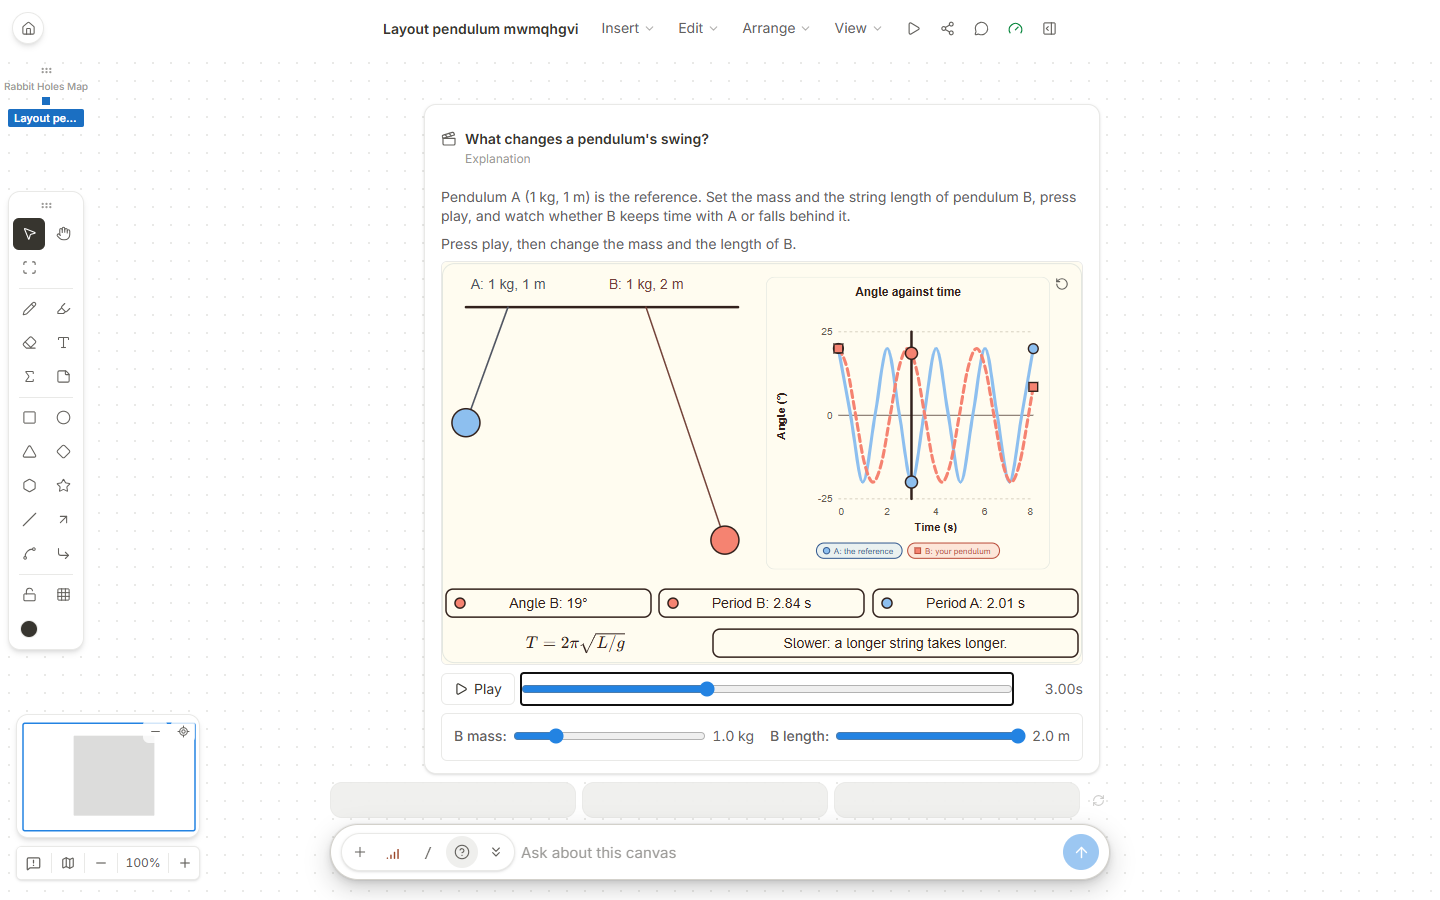 Layout pendulum mwmqhgvi
Insert
Edit
Arrange
View
Rabbit Holes Map
Layout pe...
What changes a pendulum's swing?
Explanation
Pendulum A (1 kg, 1 m) is the reference. Set the mass and the string length of pendulum B, press
play, and watch whether B keeps time with A or falls behind it.
Press play, then change the mass and the length of B.
A: 1 kg, 1 m
B: 1 kg, 2 m
Angle against time
25
0
-25
Angle (°)
0 2 4 6 8
Time (s)
A: the reference
B: your pendulum
Angle B: 19°
Period B: 2.84 s
Period A: 2.01 s
T = 2π√L/g
Slower: a longer string takes longer.
Play
3.00s
B mass:
1.0 kg
B length:
2.0 m
100%
/
Ask about this canvas